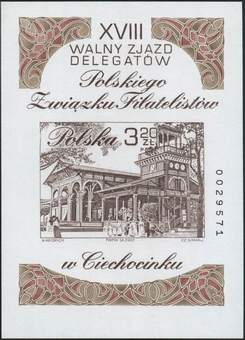 XVIII
WALNY ZJAZD
DELEGATÓW
Polskiego
Związku Filatelistów
Polska 3,20 ZŁ
0029571
w Ciechocinku